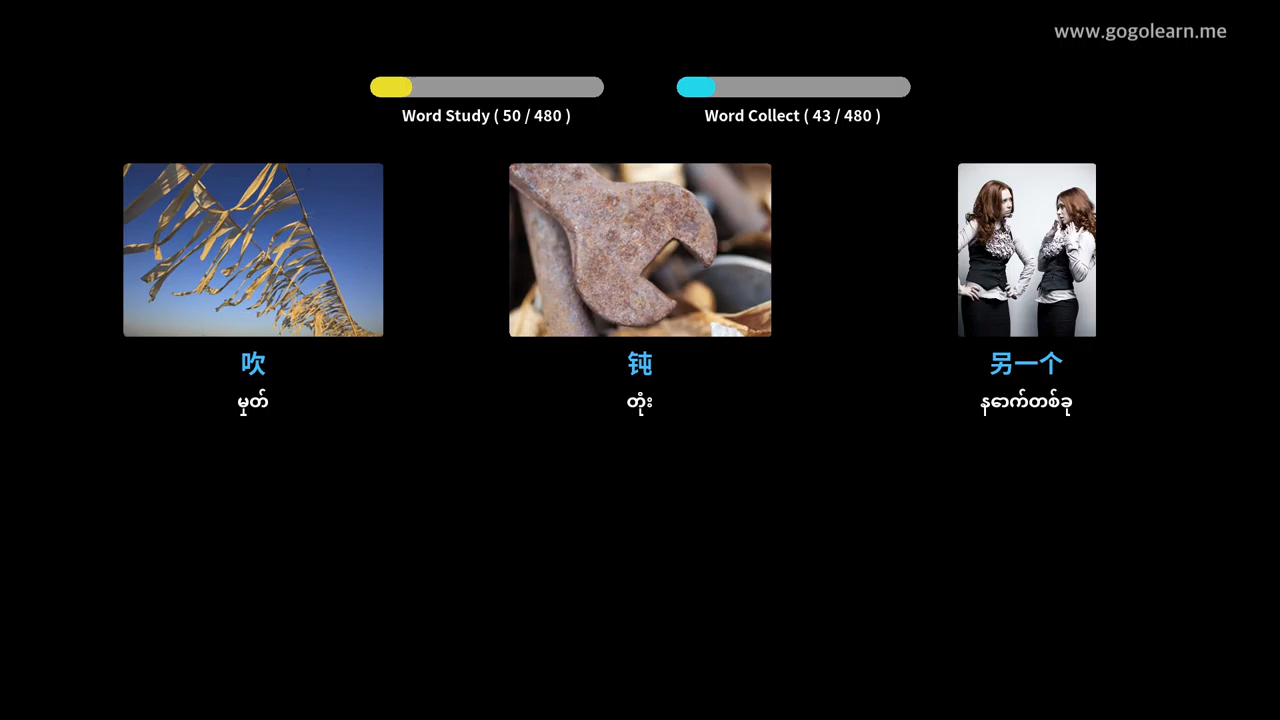 www.gogolearn.me
Word Study ( 50 / 480 )
Word Collect ( 43 / 480 )
吹
钝
另一个
မှုတ်
တုံး
နောက်တစ်ခု